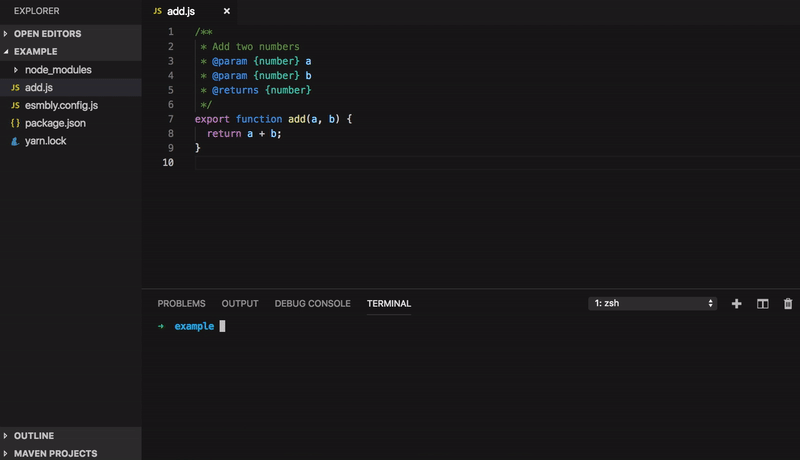 EXPLORER
OPEN EDITORS
EXAMPLE
node_modules
JS add.js
JS esmbly.config.js
{ } package.json
yarn.lock
OUTLINE
MAVEN PROJECTS
JS add.js ×
1 /**
2  * Add two numbers
3  * @param {number} a
4  * @param {number} b
5  * @returns {number}
6  */
7 export function add(a, b) {
8   return a + b;
9 }
10
PROBLEMS OUTPUT DEBUG CONSOLE TERMINAL 1: zsh
→ example